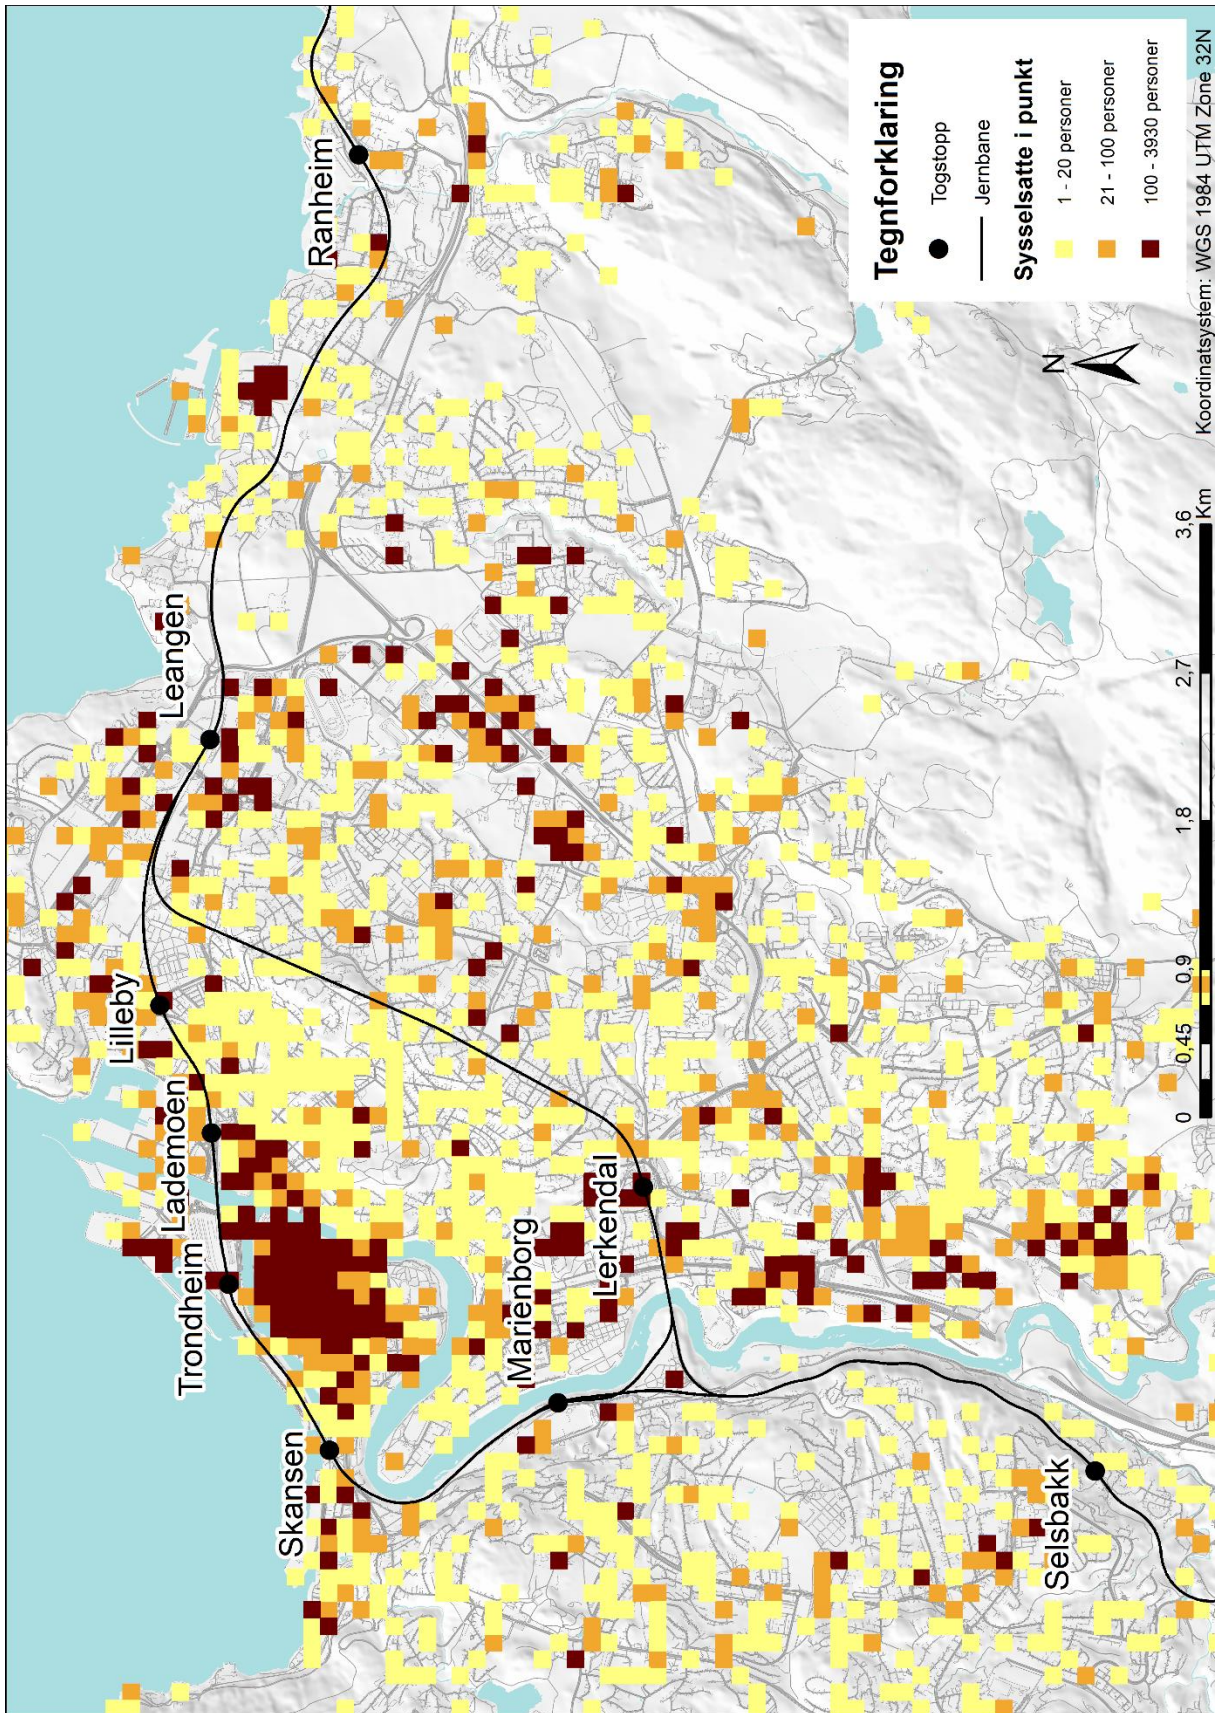 Ranheim
Leangen
Lilleby
Lademoen
Trondheim
Skansen
Marienborg
Lerkendal
Selsbakk
Tegnforklaring
Togstopp
Jernbane
Sysselsatte i punkt
1 - 20 personer
21 - 100 personer
100 - 3930 personer
N
0 0,45 0,9 1,8 2,7 3,6
Km
Koordinatsystem: WGS 1984 UTM Zone 32N